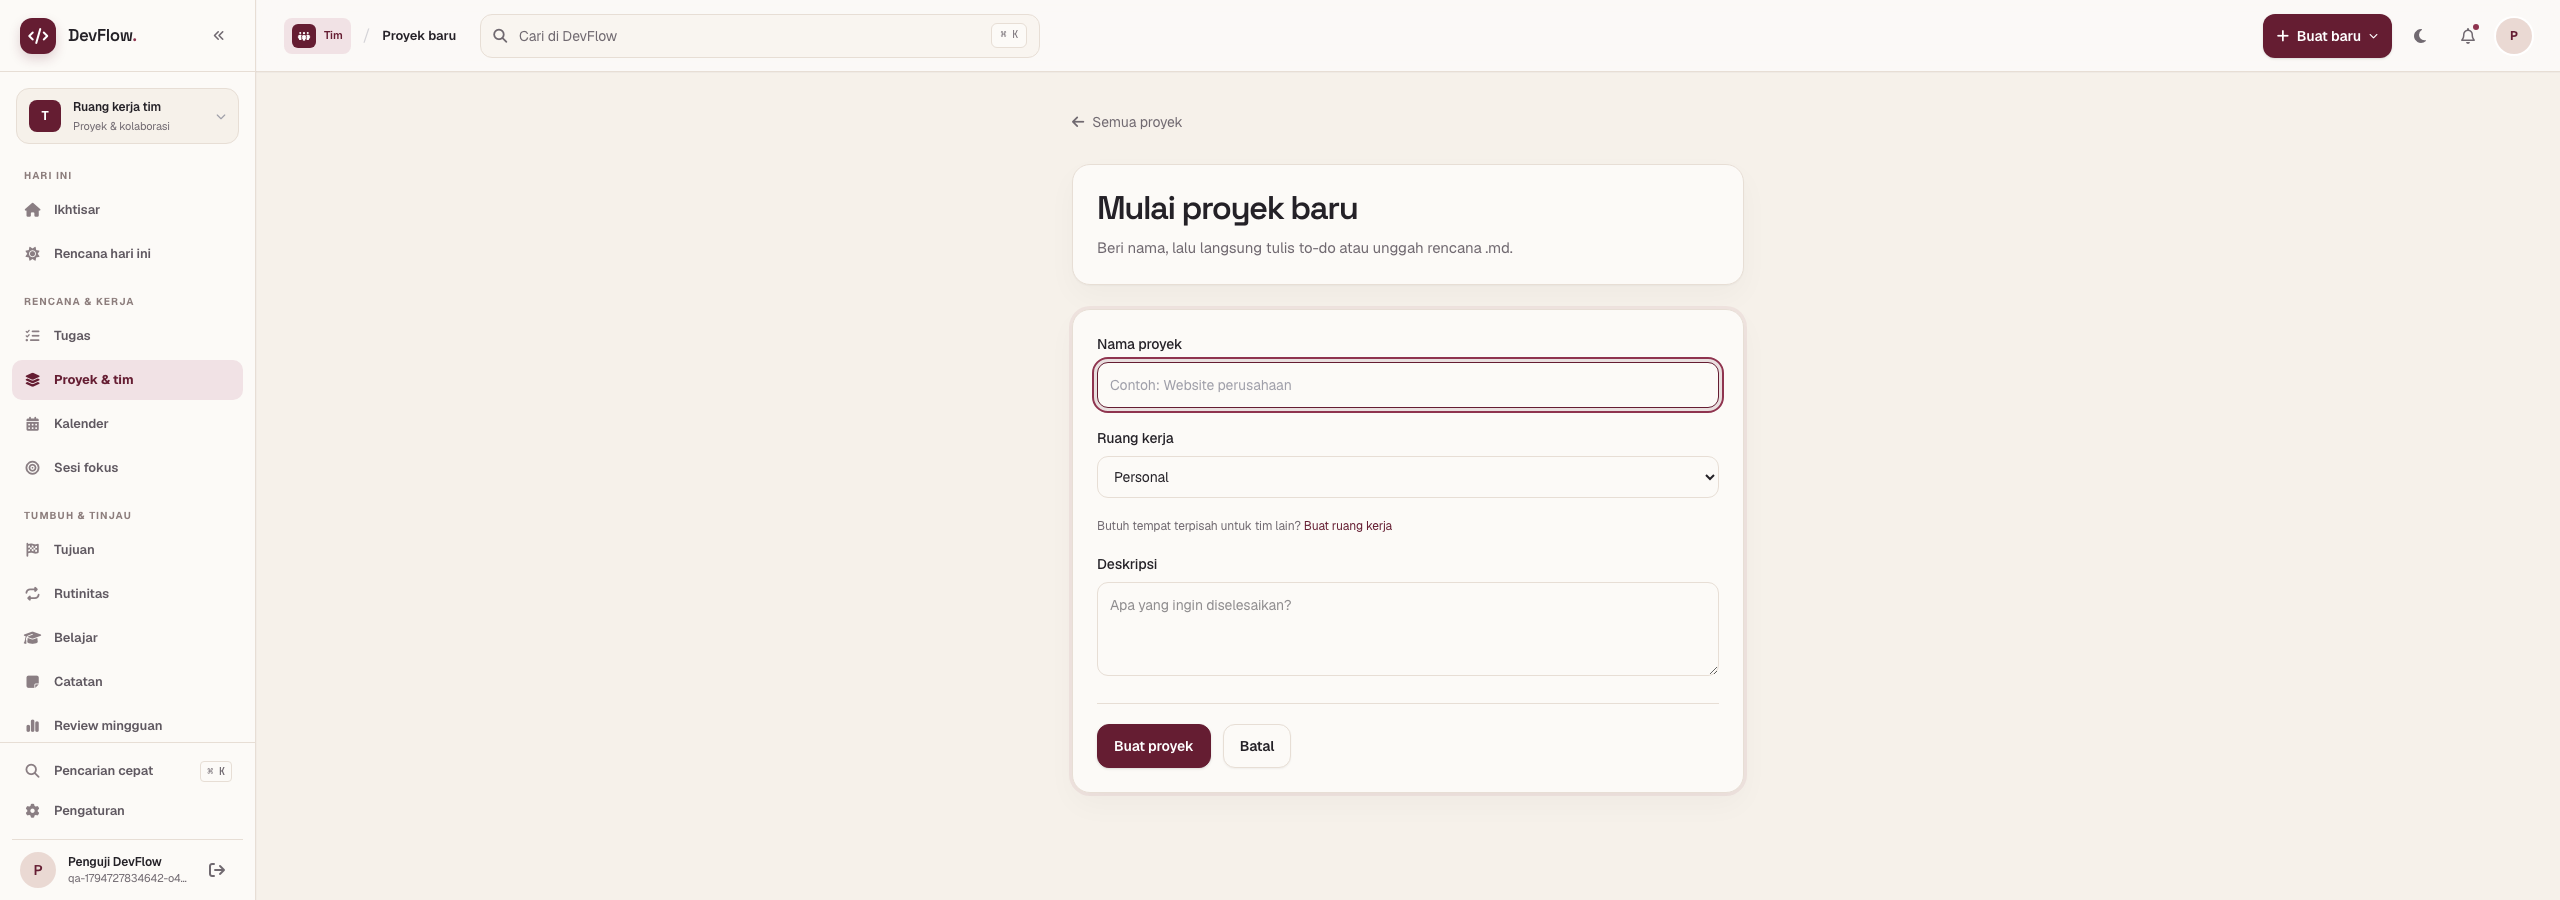 DevFlow.
Tim / Proyek baru
Cari di DevFlow
⌘ K
Buat baru
P
T
Ruang kerja tim
Proyek & kolaborasi
HARI INI
Ikhtisar
Rencana hari ini
RENCANA & KERJA
Tugas
Proyek & tim
Kalender
Sesi fokus
TUMBUH & TINJAU
Tujuan
Rutinitas
Belajar
Catatan
Review mingguan
Pencarian cepat
⌘ K
Pengaturan
P
Penguji DevFlow
qa-1794727834642-o4...
Semua proyek
Mulai proyek baru
Beri nama, lalu langsung tulis to-do atau unggah rencana .md.
Nama proyek
Contoh: Website perusahaan
Ruang kerja
Personal
Butuh tempat terpisah untuk tim lain? Buat ruang kerja
Deskripsi
Apa yang ingin diselesaikan?
Buat proyek
Batal